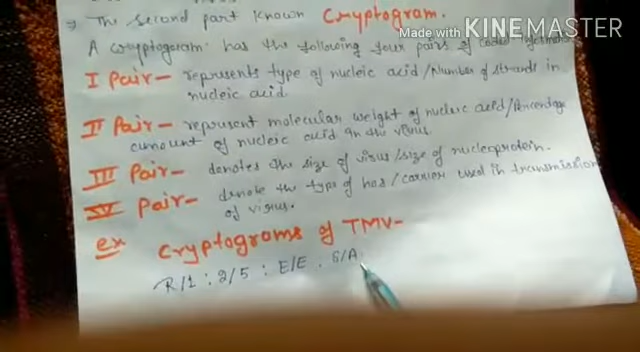 Made with KINEMASTER
→ The second part known Cryptogram.
A cryptogram has the following four pairs of coded
I Pair – represents type of nucleic acid/Number of strands in
nucleic acid.
II Pair – represent molecular weight of nucleic acid/Percentage
amount of nucleic acid in the virus.
III Pair – denotes the size of virus/size of nucleoprotein.
IV Pair – denote the type of hos/carrier used in transmission
of virus.
ex Cryptograms of TMV–
R/1 : 2/5 : E/E . S/A